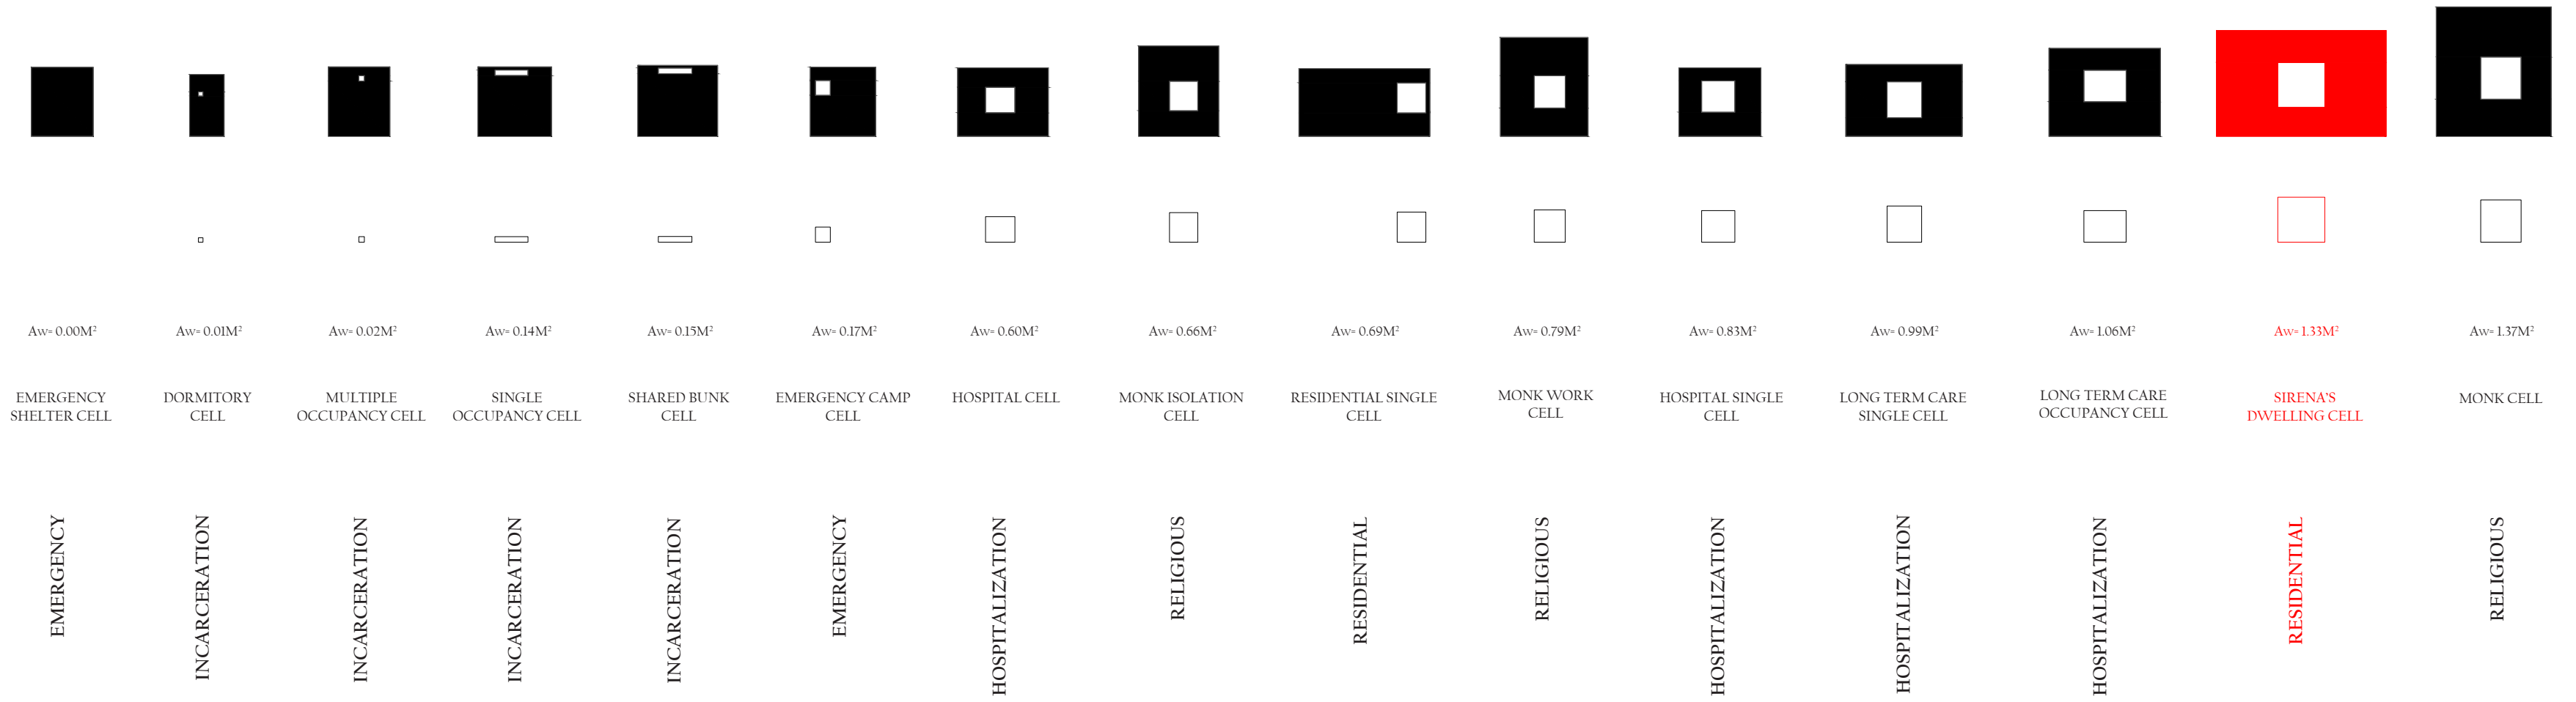 Aw= 0.00M²
Aw= 0.01M²
Aw= 0.02M²
Aw= 0.14M²
Aw= 0.15M²
Aw= 0.17M²
Aw= 0.60M²
Aw= 0.66M²
Aw= 0.69M²
Aw= 0.79M²
Aw= 0.83M²
Aw= 0.99M²
Aw= 1.06M²
Aw= 1.33M²
Aw= 1.37M²
EMERGENCY
SHELTER CELL
DORMITORY
CELL
MULTIPLE
OCCUPANCY CELL
SINGLE
OCCUPANCY CELL
SHARED BUNK
CELL
EMERGENCY CAMP
CELL
HOSPITAL CELL
MONK ISOLATION
CELL
RESIDENTIAL SINGLE
CELL
MONK WORK
CELL
HOSPITAL SINGLE
CELL
LONG TERM CARE
SINGLE CELL
LONG TERM CARE
OCCUPANCY CELL
SIRENA'S
DWELLING CELL
MONK CELL
EMERGENCY
INCARCERATION
INCARCERATION
INCARCERATION
INCARCERATION
EMERGENCY
HOSPITALIZATION
RELIGIOUS
RESIDENTIAL
RELIGIOUS
HOSPITALIZATION
HOSPITALIZATION
HOSPITALIZATION
RESIDENTIAL
RELIGIOUS